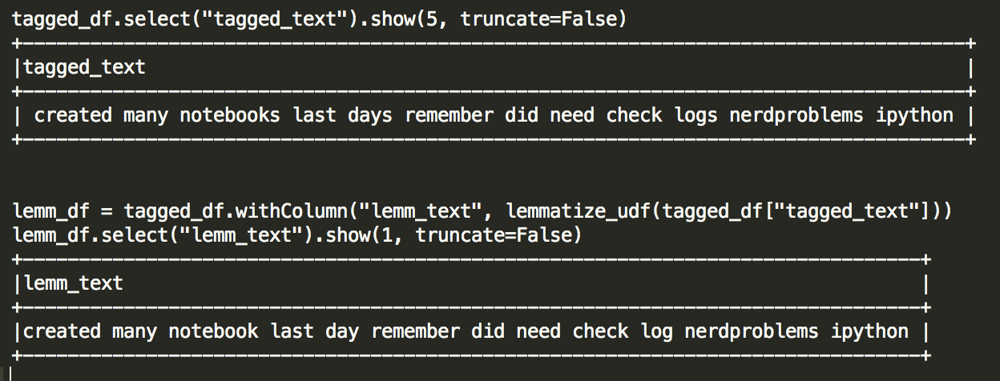 tagged_df.select("tagged_text").show(5, truncate=False)
+------------------------------------------------------------------------------------+
|tagged_text                                                                         |
+------------------------------------------------------------------------------------+
| created many notebooks last days remember did need check logs nerdproblems ipython |
+------------------------------------------------------------------------------------+
lemm_df = tagged_df.withColumn("lemm_text", lemmatize_udf(tagged_df["tagged_text"]))
lemm_df.select("lemm_text").show(1, truncate=False)
+--------------------------------------------------------------------------------+
|lemm_text                                                                       |
+--------------------------------------------------------------------------------+
|created many notebook last day remember did need check log nerdproblems ipython |
+--------------------------------------------------------------------------------+